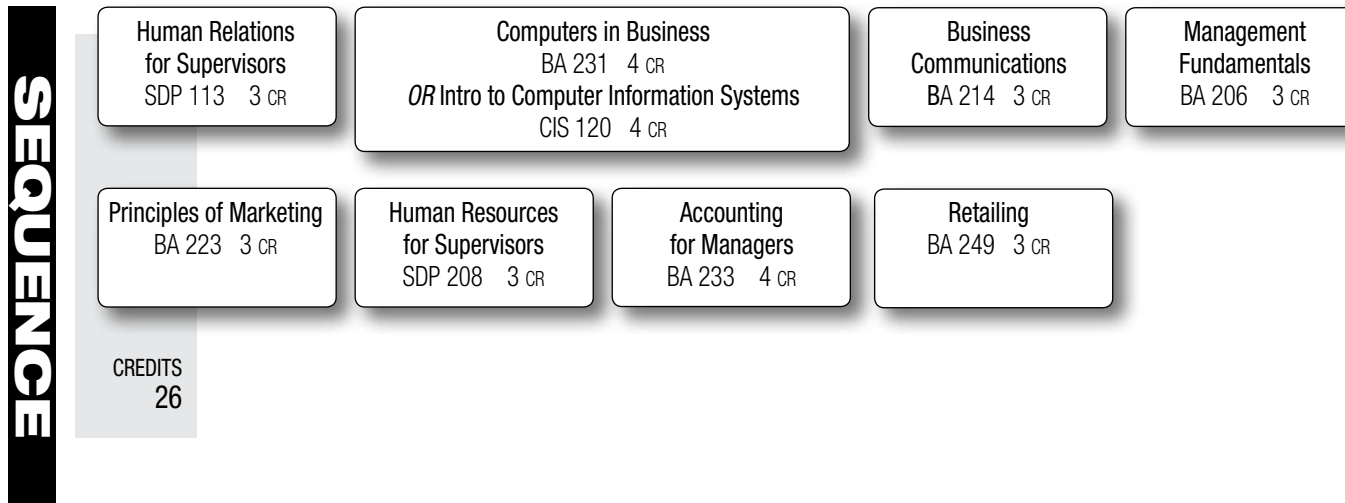 SEQUENCE
Human Relations
for Supervisors
SDP 113 3 CR
Computers in Business
BA 231 4 CR
OR Intro to Computer Information Systems
CIS 120 4 CR
Business
Communications
BA 214 3 CR
Management
Fundamentals
BA 206 3 CR
Principles of Marketing
BA 223 3 CR
Human Resources
for Supervisors
SDP 208 3 CR
Accounting
for Managers
BA 233 4 CR
Retailing
BA 249 3 CR
CREDITS
26